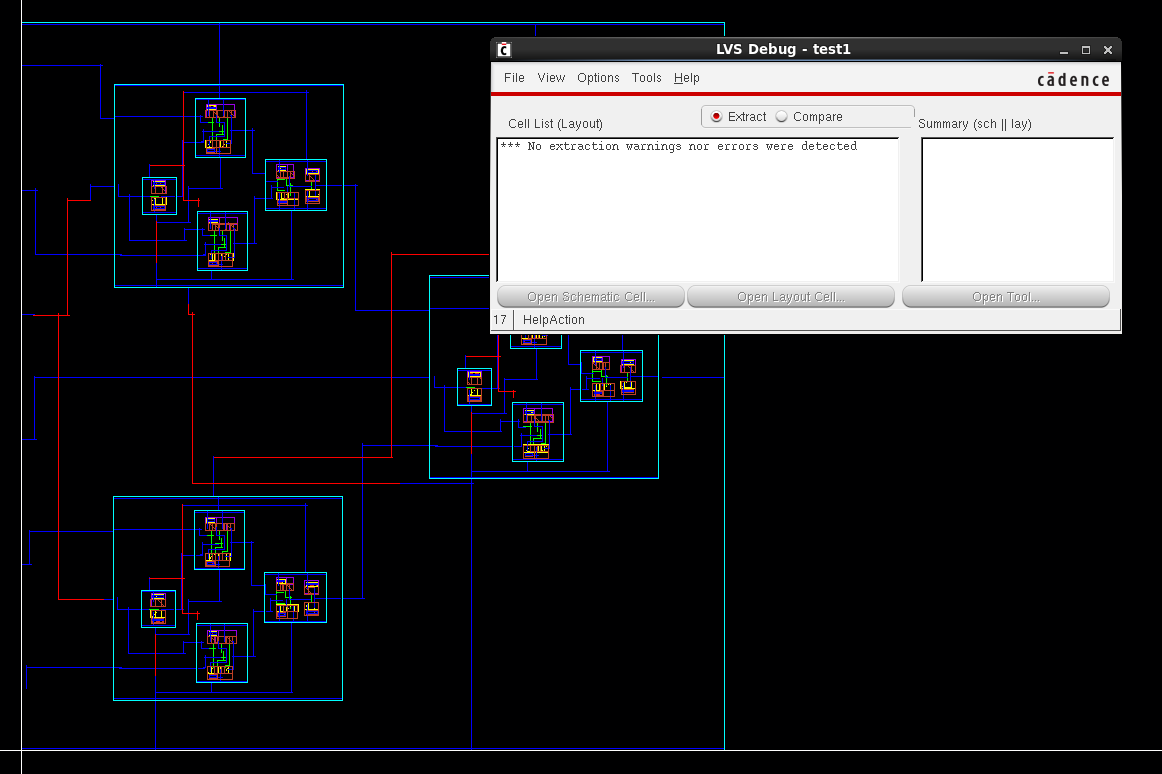 LVS Debug - test1
File View Options Tools Help
cādence
Cell List (Layout)
Extract Compare
Summary (sch || lay)
*** No extraction warnings nor errors were detected
Open Schematic Cell...
Open Layout Cell...
Open Tool...
17 HelpAction